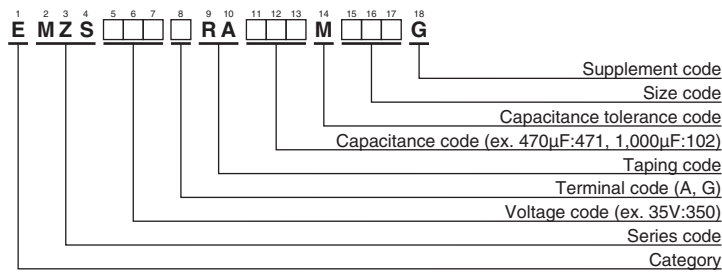 1 2 3 4 5 6 7 8 9 10 11 12 13 14 15 16 17 18
E MZS □□□ □ RA □□□ M □□□ G
Supplement code
Size code
Capacitance tolerance code
Capacitance code (ex. 470µF:471, 1,000µF:102)
Taping code
Terminal code (A, G)
Voltage code (ex. 35V:350)
Series code
Category